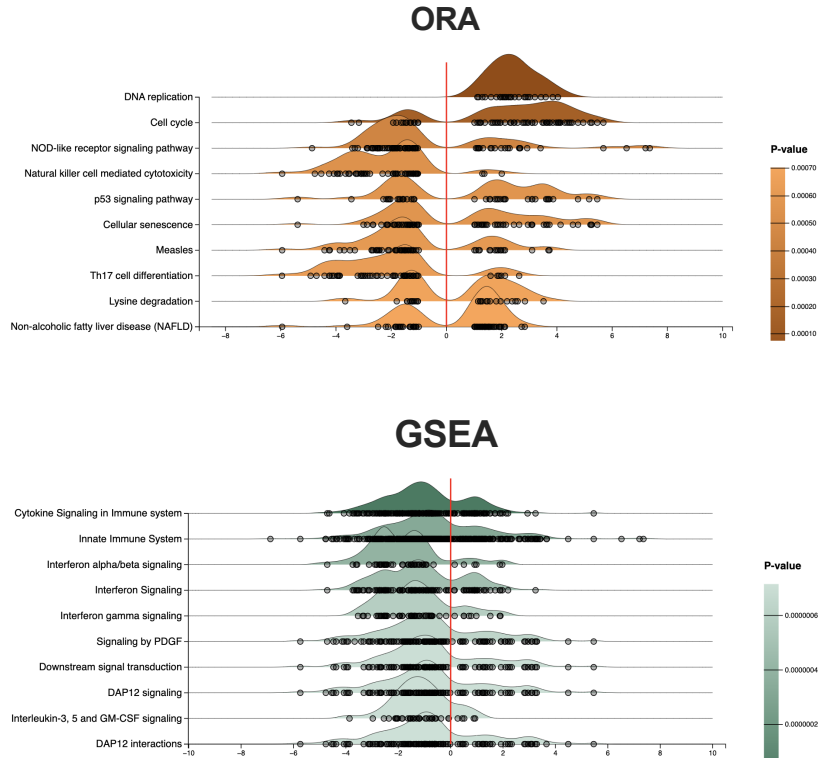 ORA
DNA replication
Cell cycle
NOD-like receptor signaling pathway
Natural killer cell mediated cytotoxicity
p53 signaling pathway
Cellular senescence
Measles
Th17 cell differentiation
Lysine degradation
Non-alcoholic fatty liver disease (NAFLD)
−8 −6 −4 −2 0 2 4 6 8 10
P-value
0.00070
0.00060
0.00050
0.00040
0.00030
0.00020
0.00010
GSEA
Cytokine Signaling in Immune system
Innate Immune System
Interferon alpha/beta signaling
Interferon Signaling
Interferon gamma signaling
Signaling by PDGF
Downstream signal transduction
DAP12 signaling
Interleukin-3, 5 and GM-CSF signaling
DAP12 interactions
−10 −8 −6 −4 −2 0 2 4 6 8 10
P-value
0.0000006
0.0000004
0.0000002